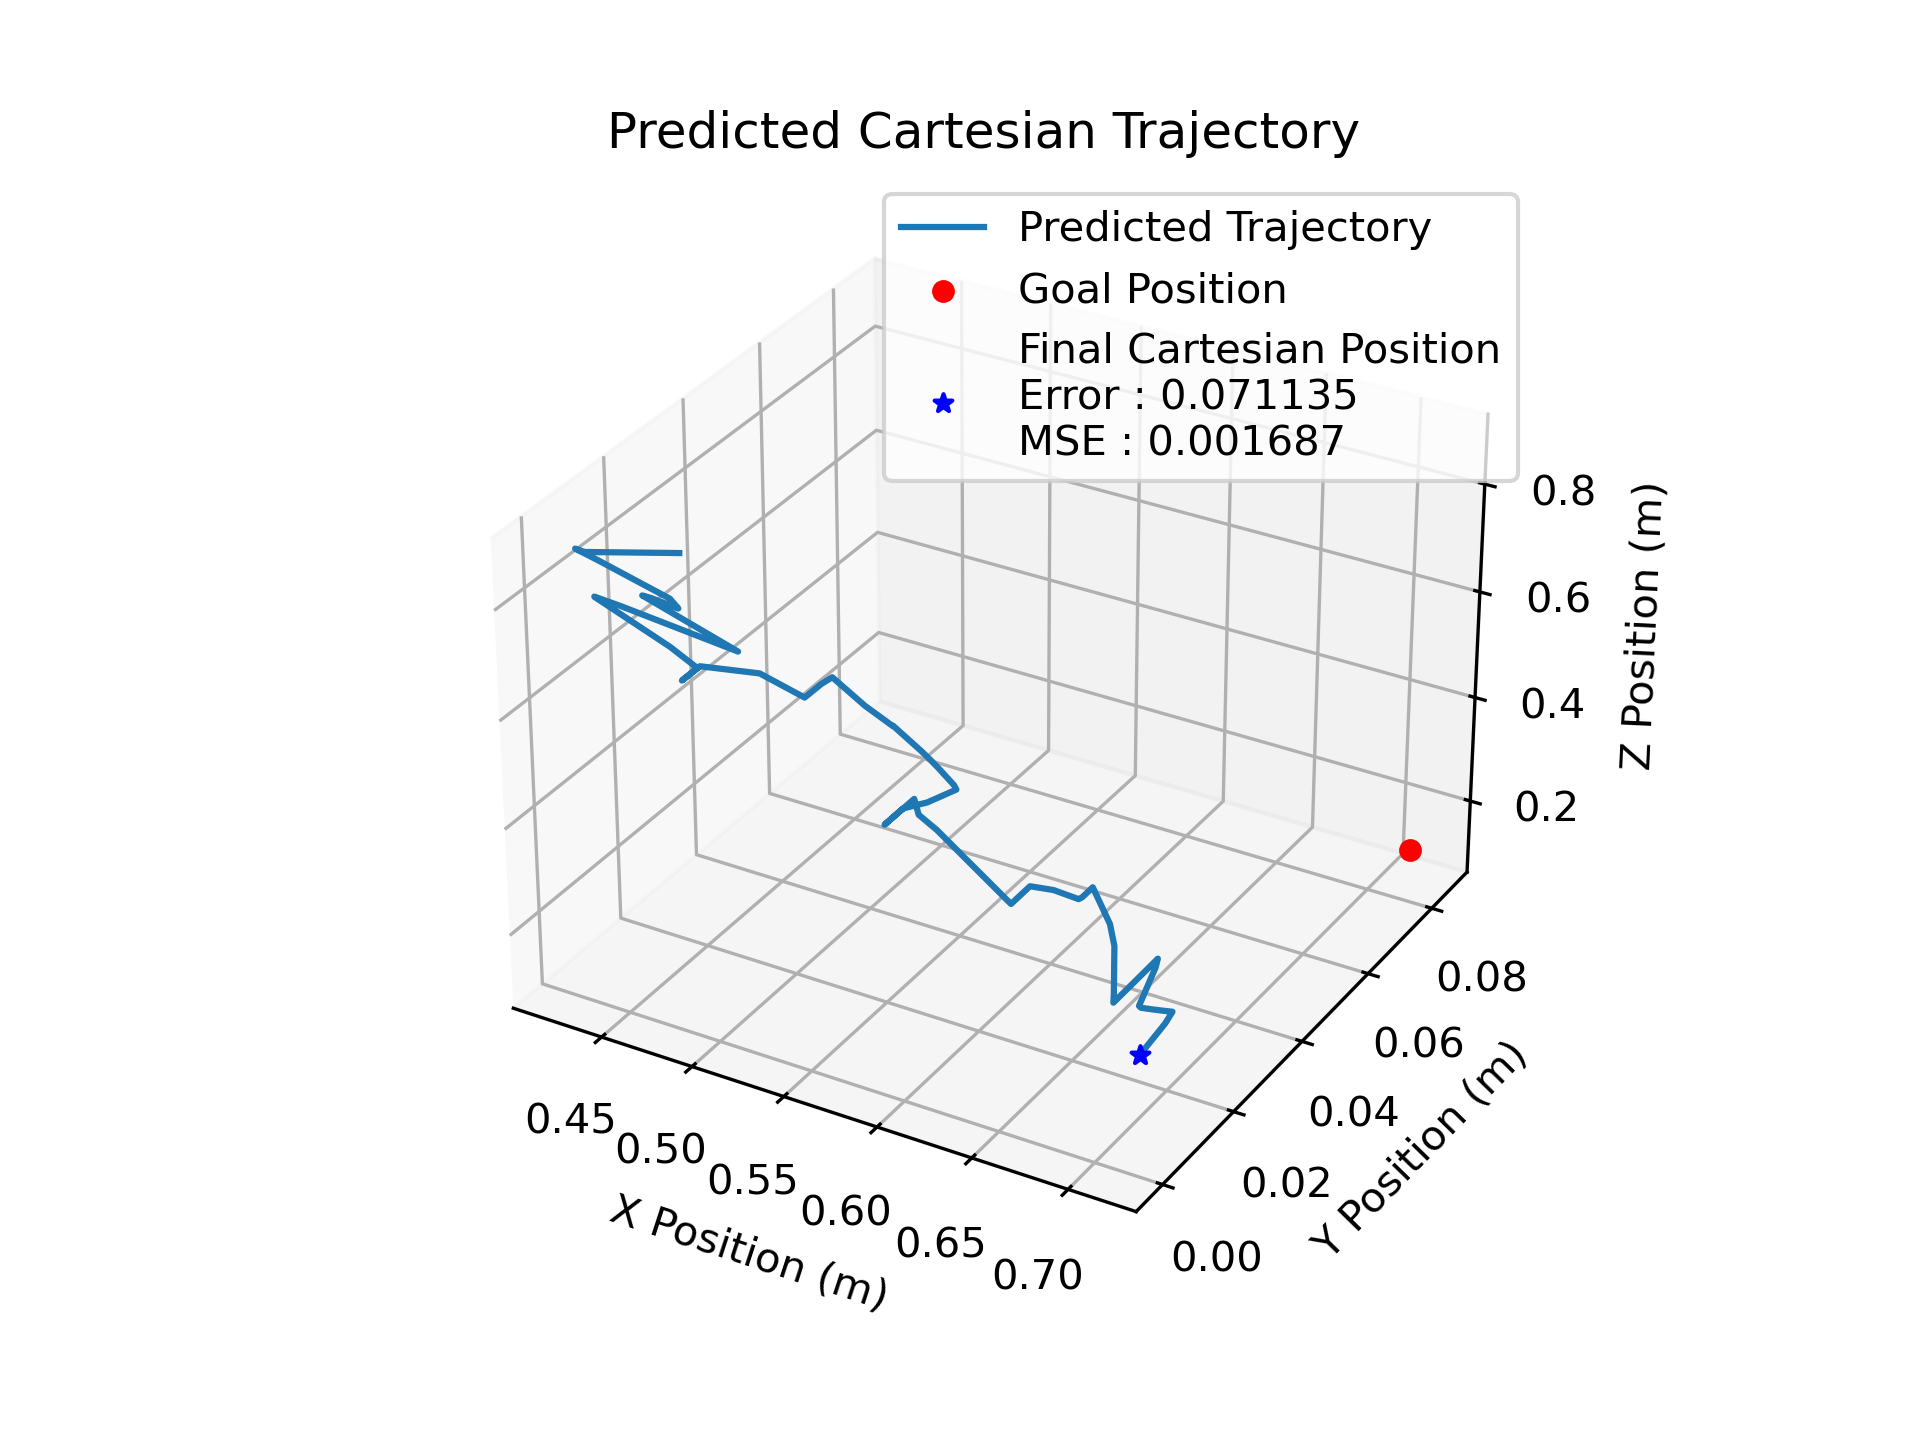 Predicted Cartesian Trajectory
Predicted Trajectory
Goal Position
Final Cartesian Position
Error : 0.071135
MSE : 0.001687
0.8
0.6
0.4
0.2
Z Position (m)
0.08
0.06
0.04
0.02
0.00
Y Position (m)
0.45
0.50
0.55
0.60
0.65
0.70
X Position (m)